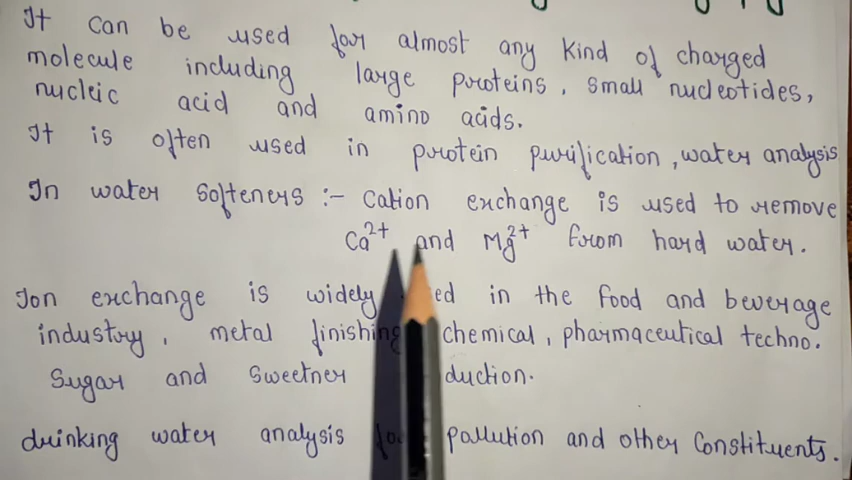 It can be used for almost any kind of charged
molecule including large proteins, small nucleotides,
nucleic acid and amino acids.
It is often used in protein purification, water analysis
In water softeners :- cation exchange is used to remove
Ca2+ and Mg2+ from hard water.
Ion exchange is widely ed in the food and beverage
industry, metal finishing chemical, pharmaceutical techno.
Sugar and sweetner duction.
drinking water analysis for pollution and other constituents.